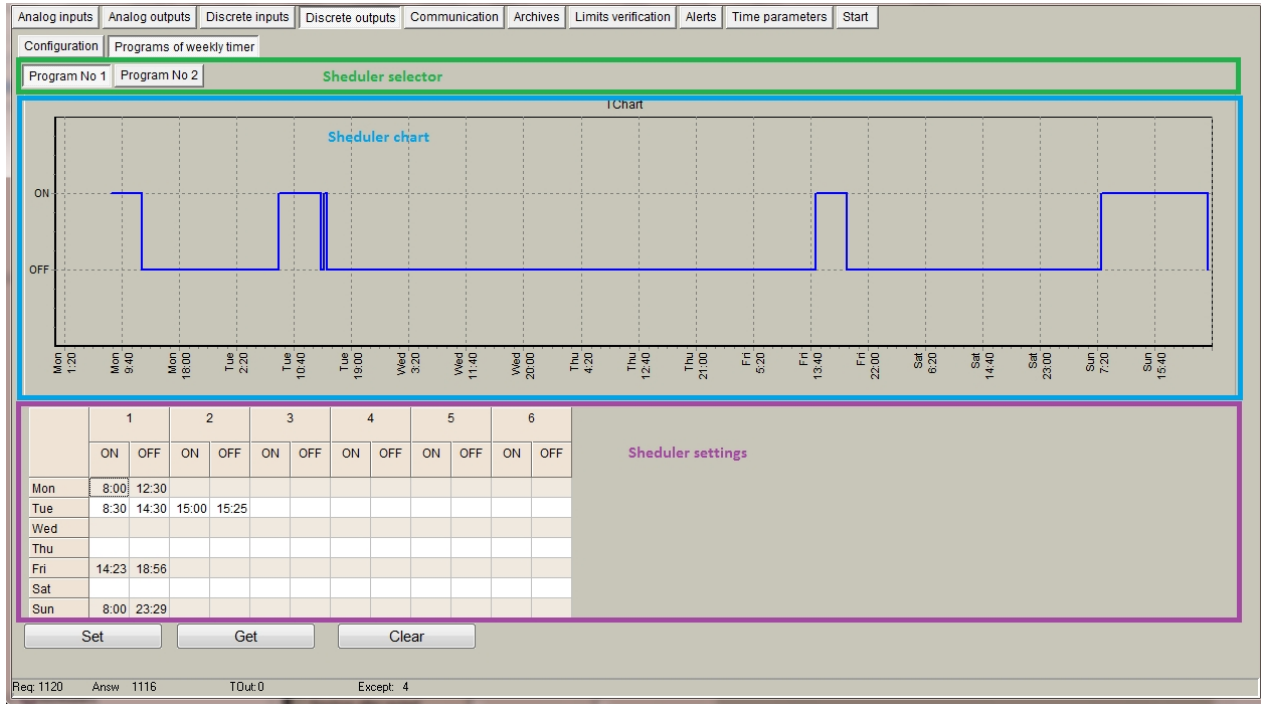 Analog inputs Analog outputs Discrete inputs Discrete outputs Communication Archives Limits verification Alerts Time parameters Start
Configuration Programs of weekly timer
Program No 1 Program No 2 Sheduler selector
TChart
Sheduler chart
ON
OFF
Mon 1:20 Mon 9:40 Mon 18:00 Tue 2:20 Tue 10:40 Tue 19:00 Wed 3:20 Wed 11:40 Wed 20:00 Thu 4:20 Thu 12:40 Thu 21:00 Fri 5:20 Fri 13:40 Fri 22:00 Sat 6:20 Sat 14:40 Sat 23:00 Sun 7:20 Sun 15:40
1 2 3 4 5 6
ON OFF ON OFF ON OFF ON OFF ON OFF ON OFF Sheduler settings
Mon 8:00 12:30
Tue 8:30 14:30 15:00 15:25
Wed
Thu
Fri 14:23 18:56
Sat
Sun 8:00 23:29
Set Get Clear
Req: 1120 Answ 1116 TOut: 0 Except: 4